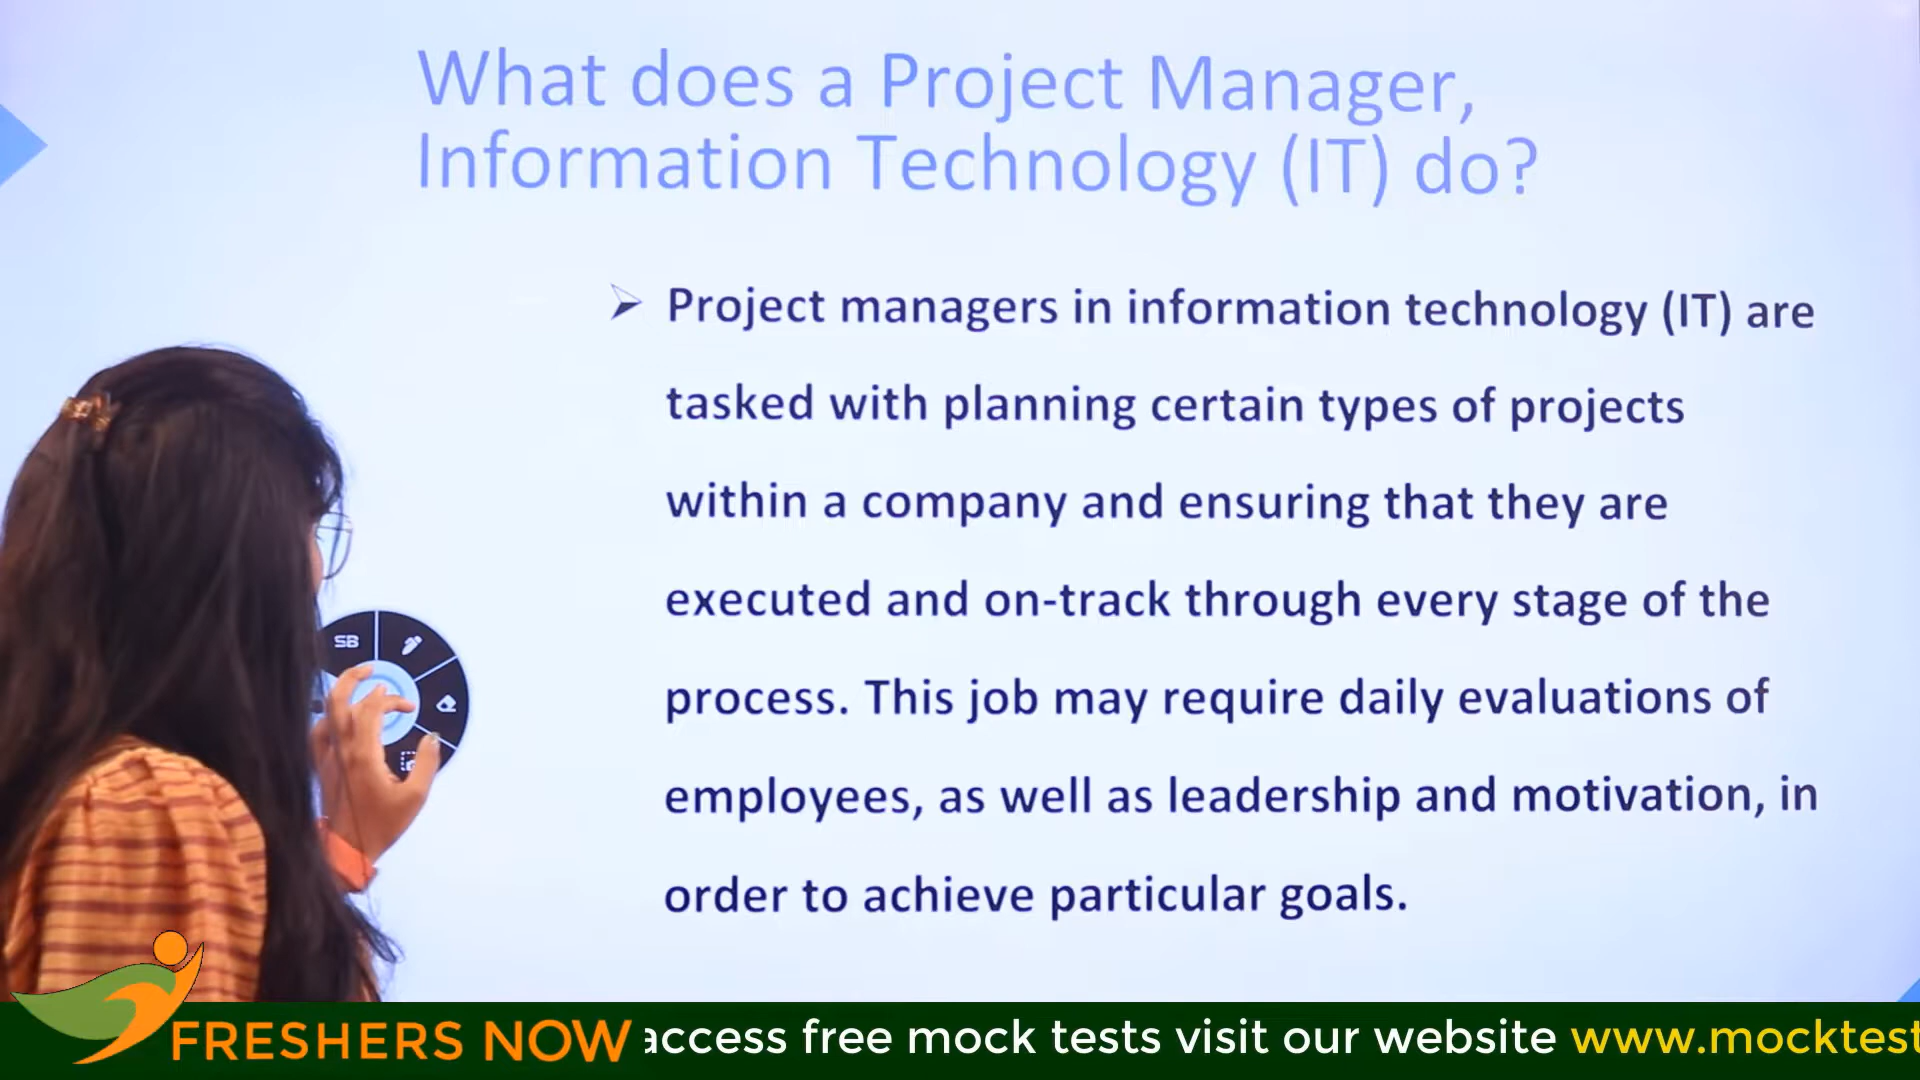 What does a Project Manager,
Information Technology (IT) do?
➢ Project managers in information technology (IT) are
tasked with planning certain types of projects
within a company and ensuring that they are
executed and on-track through every stage of the
process. This job may require daily evaluations of
employees, as well as leadership and motivation, in
order to achieve particular goals.
SB
FRESHERS NOW
access free mock tests visit our website www.mocktest